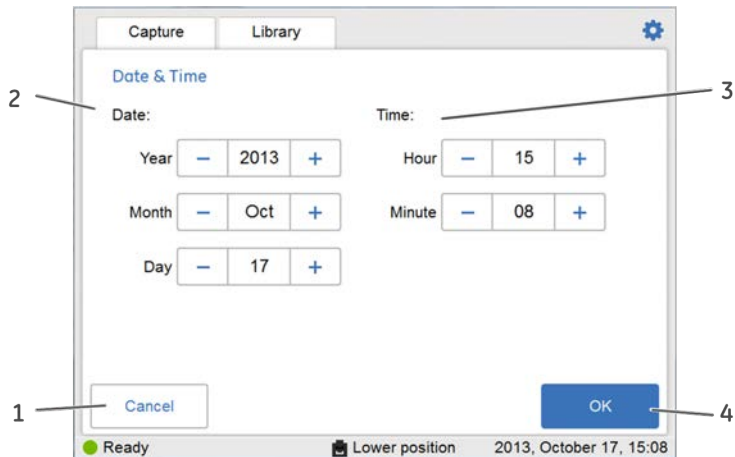 Capture Library
Date & Time
2 3
Date: Time:
Year − 2013 + Hour − 15 +
Month − Oct + Minute − 08 +
Day − 17 +
Cancel OK
1 4
Ready Lower position 2013, October 17, 15:08